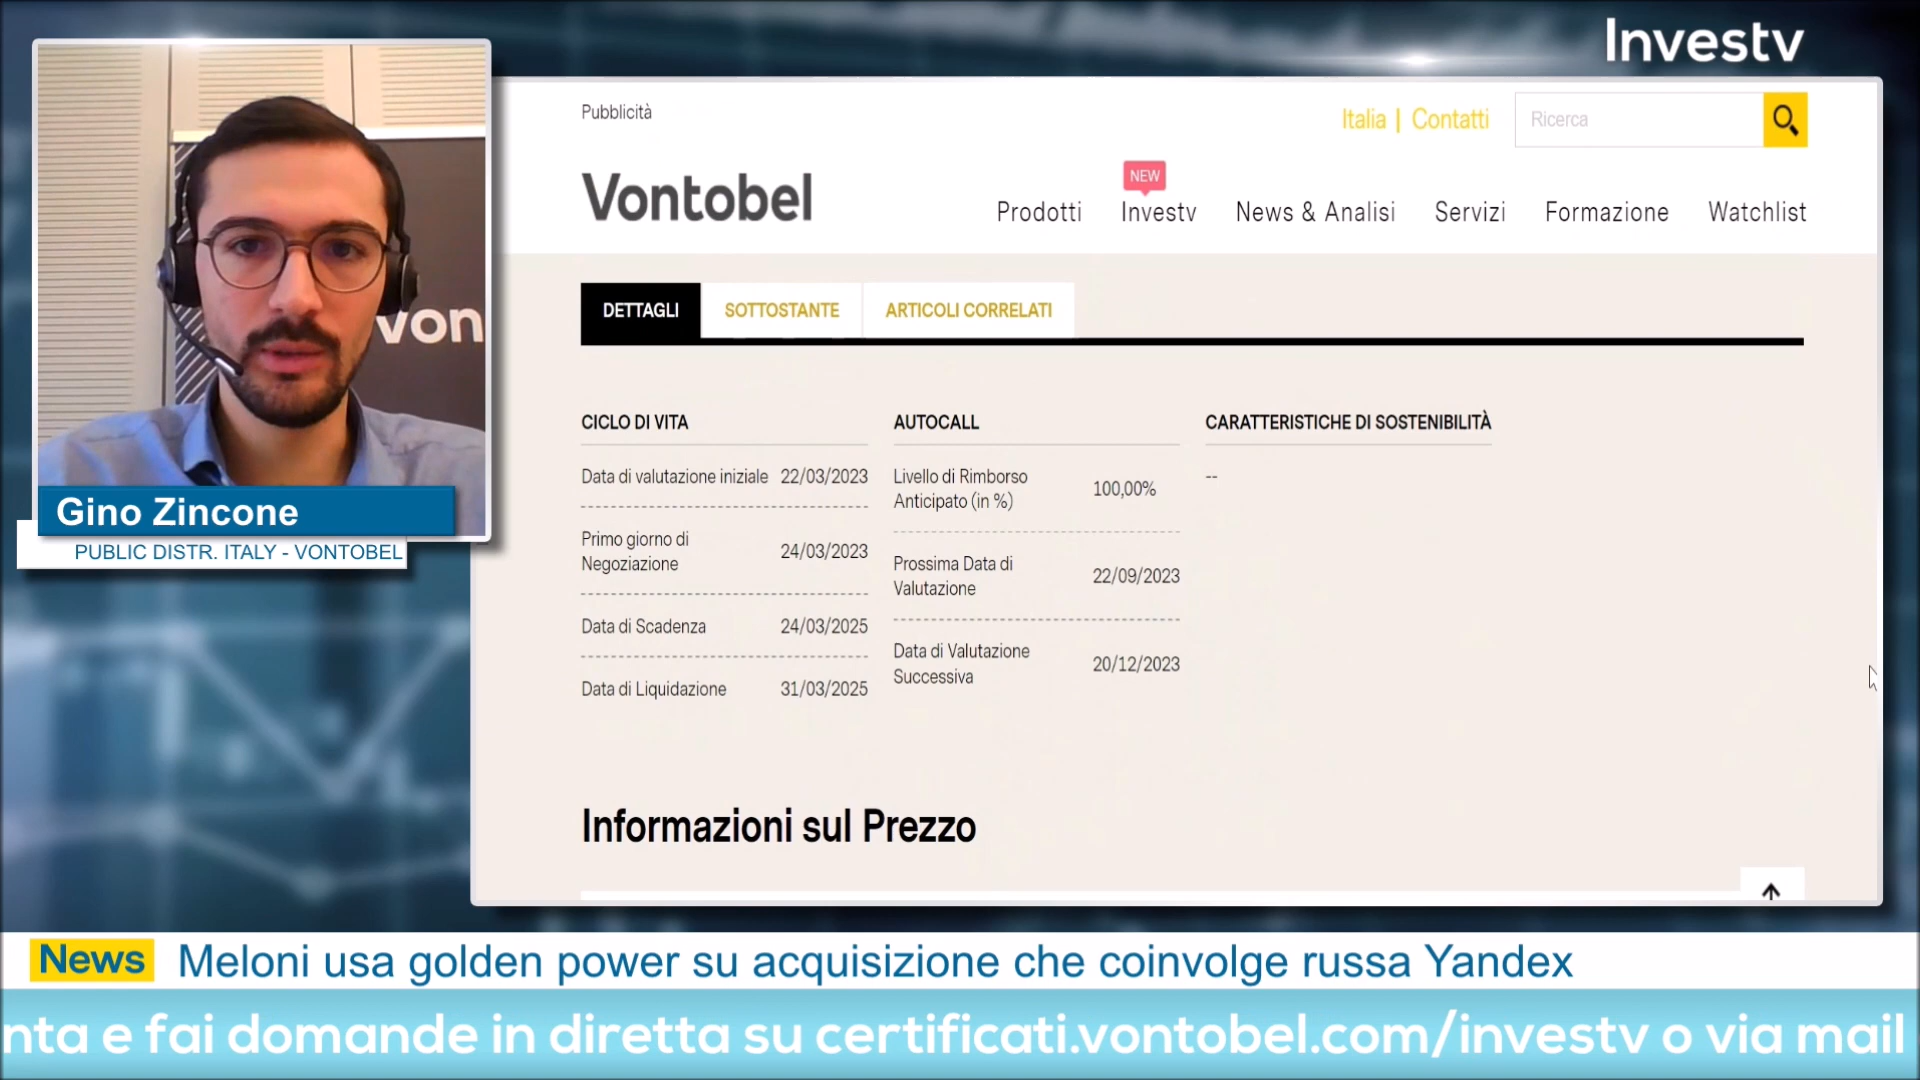 Investv
Pubblicità
Italia | Contatti
Ricerca
Vontobel
NEW
Prodotti Investv News & Analisi Servizi Formazione Watchlist
von
Gino Zincone
PUBLIC DISTR. ITALY - VONTOBEL
DETTAGLI SOTTOSTANTE ARTICOLI CORRELATI
CICLO DI VITA
Data di valutazione iniziale 22/03/2023
Primo giorno di
Negoziazione
24/03/2023
Data di Scadenza 24/03/2025
Data di Liquidazione 31/03/2025
AUTOCALL
Livello di Rimborso
Anticipato (in %)
100,00%
Prossima Data di
Valutazione
22/09/2023
Data di Valutazione
Successiva
20/12/2023
CARATTERISTICHE DI SOSTENIBILITÀ
--
Informazioni sul Prezzo
News Meloni usa golden power su acquisizione che coinvolge russa Yandex
nta e fai domande in diretta su certificati.vontobel.com/investv o via mail